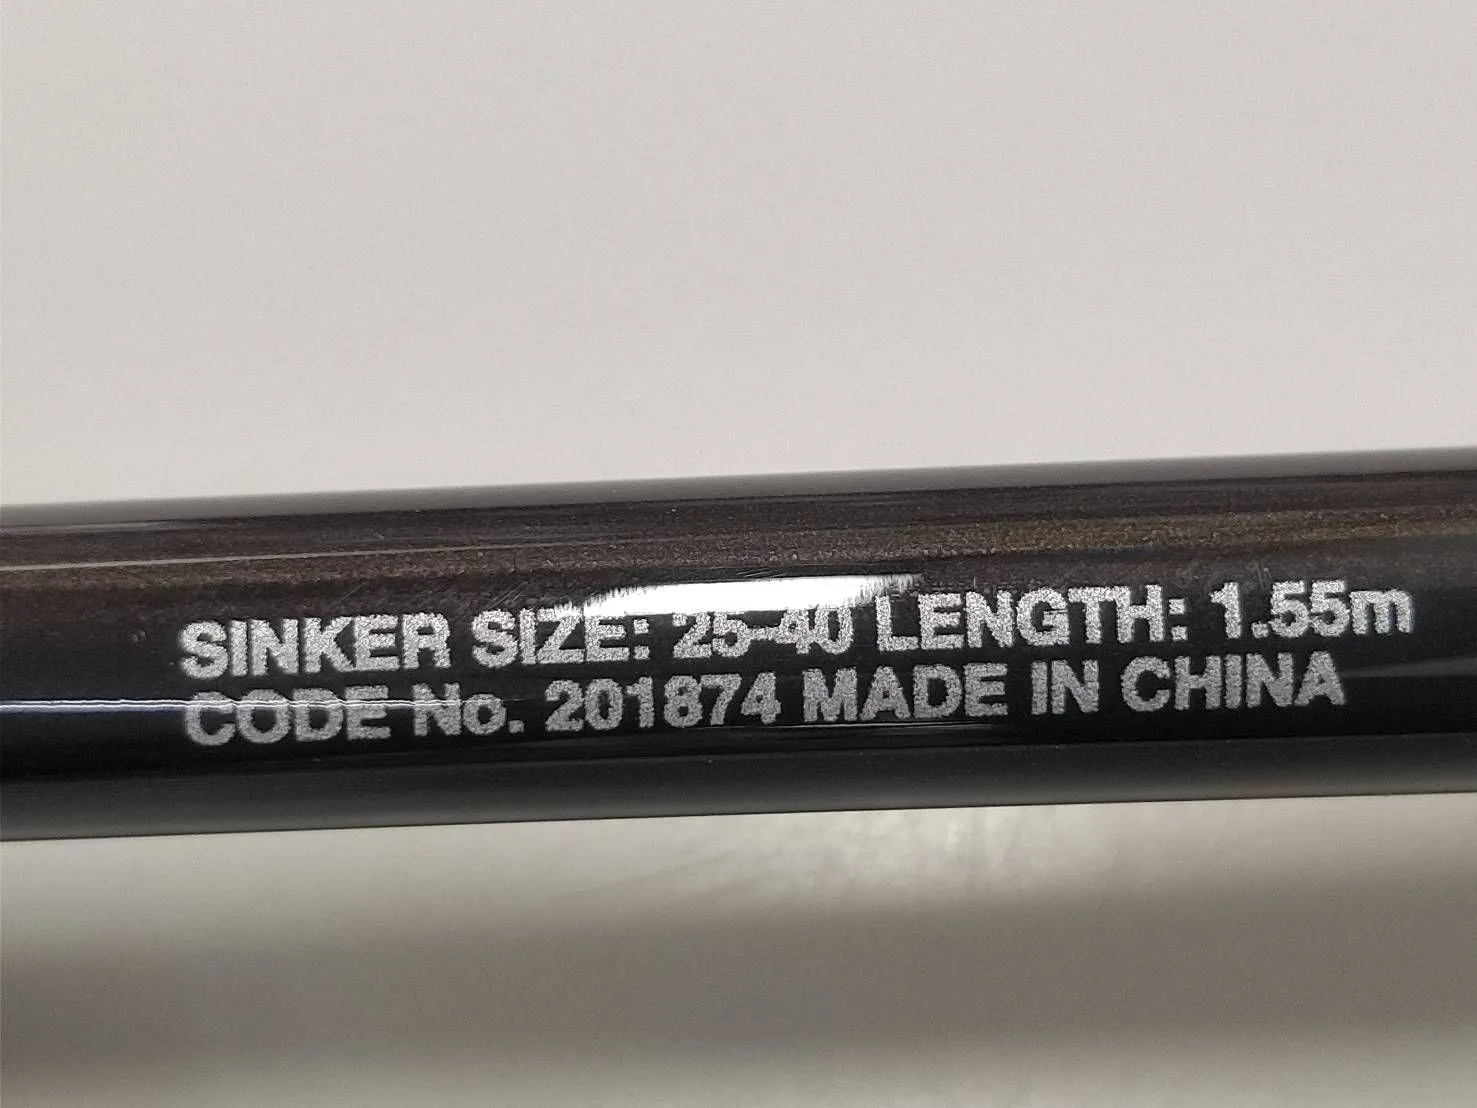 SINKER SIZE: 25-40 LENGTH: 1.55m
CODE No. 201874 MADE IN CHINA